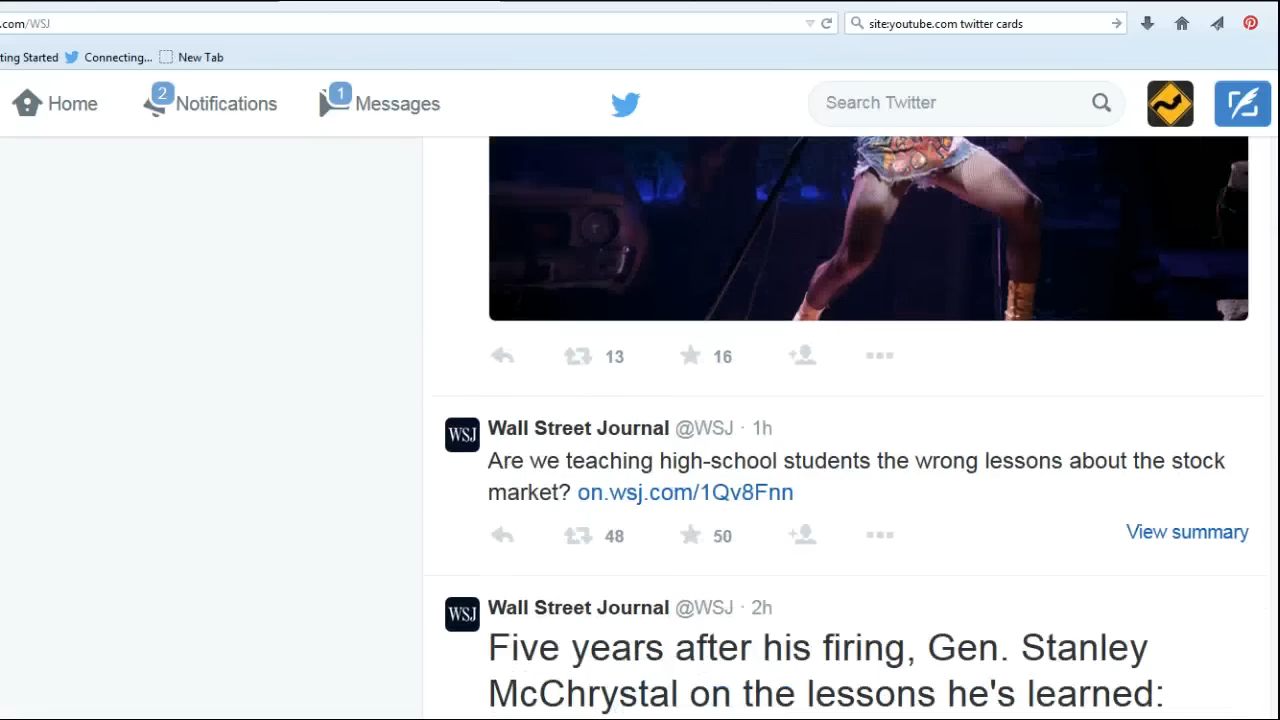 .com/WSJ
site:youtube.com twitter cards
ting Started
Connecting...
New Tab
Home
2
Notifications
1
Messages
Search Twitter
13
16
WSJ
Wall Street Journal @WSJ · 1h
Are we teaching high-school students the wrong lessons about the stock
market? on.wsj.com/1Qv8Fnn
48
50
View summary
WSJ
Wall Street Journal @WSJ · 2h
Five years after his firing, Gen. Stanley
McChrystal on the lessons he's learned: